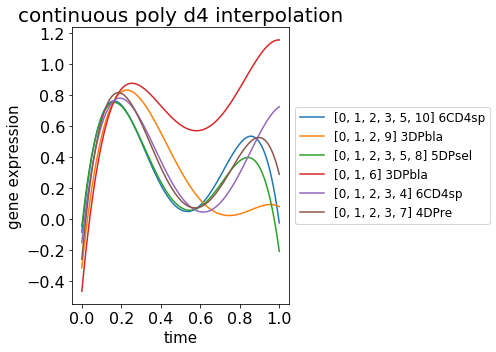 continuous poly d4 interpolation
1.2
1.0
0.8
0.6
0.4
0.2
0.0
−0.2
−0.4
gene expression
0.0 0.2 0.4 0.6 0.8 1.0
time
[0, 1, 2, 3, 5, 10] 6CD4sp
[0, 1, 2, 9] 3DPbla
[0, 1, 2, 3, 5, 8] 5DPsel
[0, 1, 6] 3DPbla
[0, 1, 2, 3, 4] 6CD4sp
[0, 1, 2, 3, 7] 4DPre